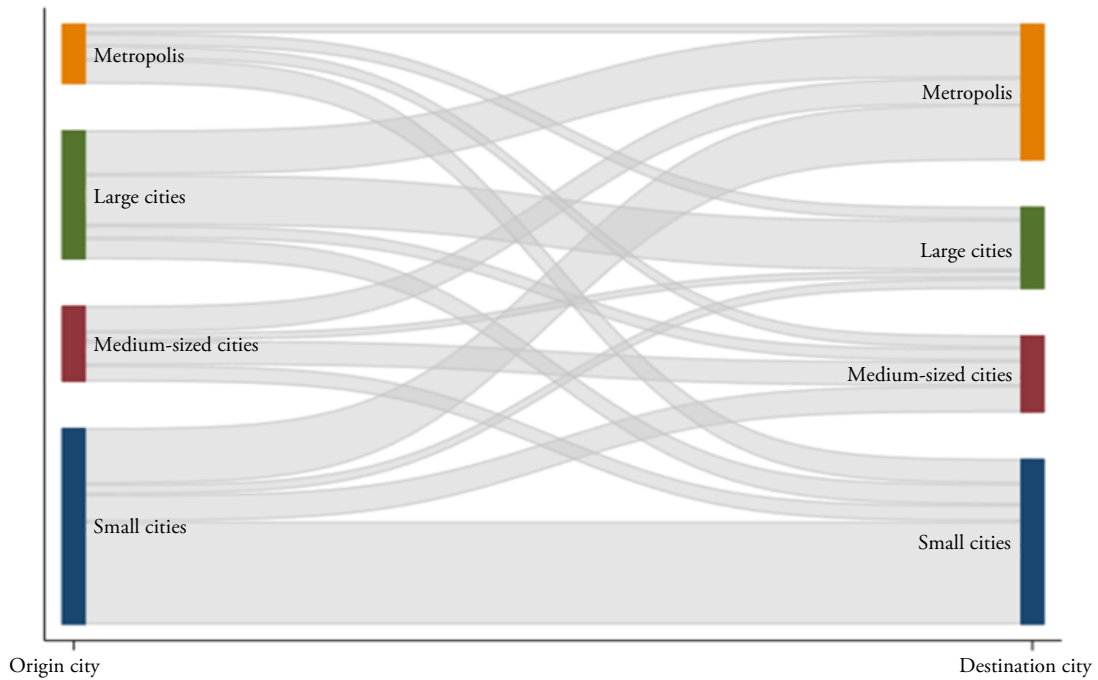 Metropolis
Large cities
Medium-sized cities
Small cities
Metropolis
Large cities
Medium-sized cities
Small cities
Origin city
Destination city